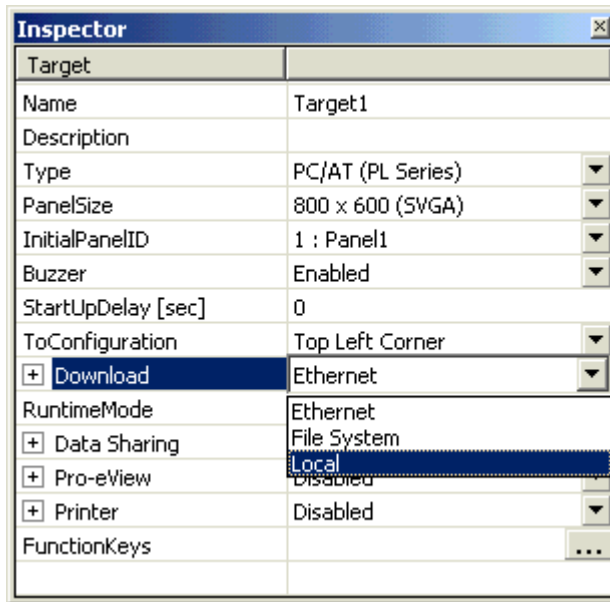 Inspector
Target
Name Target1
Description
Type PC/AT (PL Series)
PanelSize 800 x 600 (SVGA)
InitialPanelID 1 : Panel1
Buzzer Enabled
StartUpDelay [sec] 0
ToConfiguration Top Left Corner
+ Download Ethernet
RuntimeMode Ethernet
+ Data Sharing File System
Local
+ Pro-eView Disabled
+ Printer Disabled
FunctionKeys ...